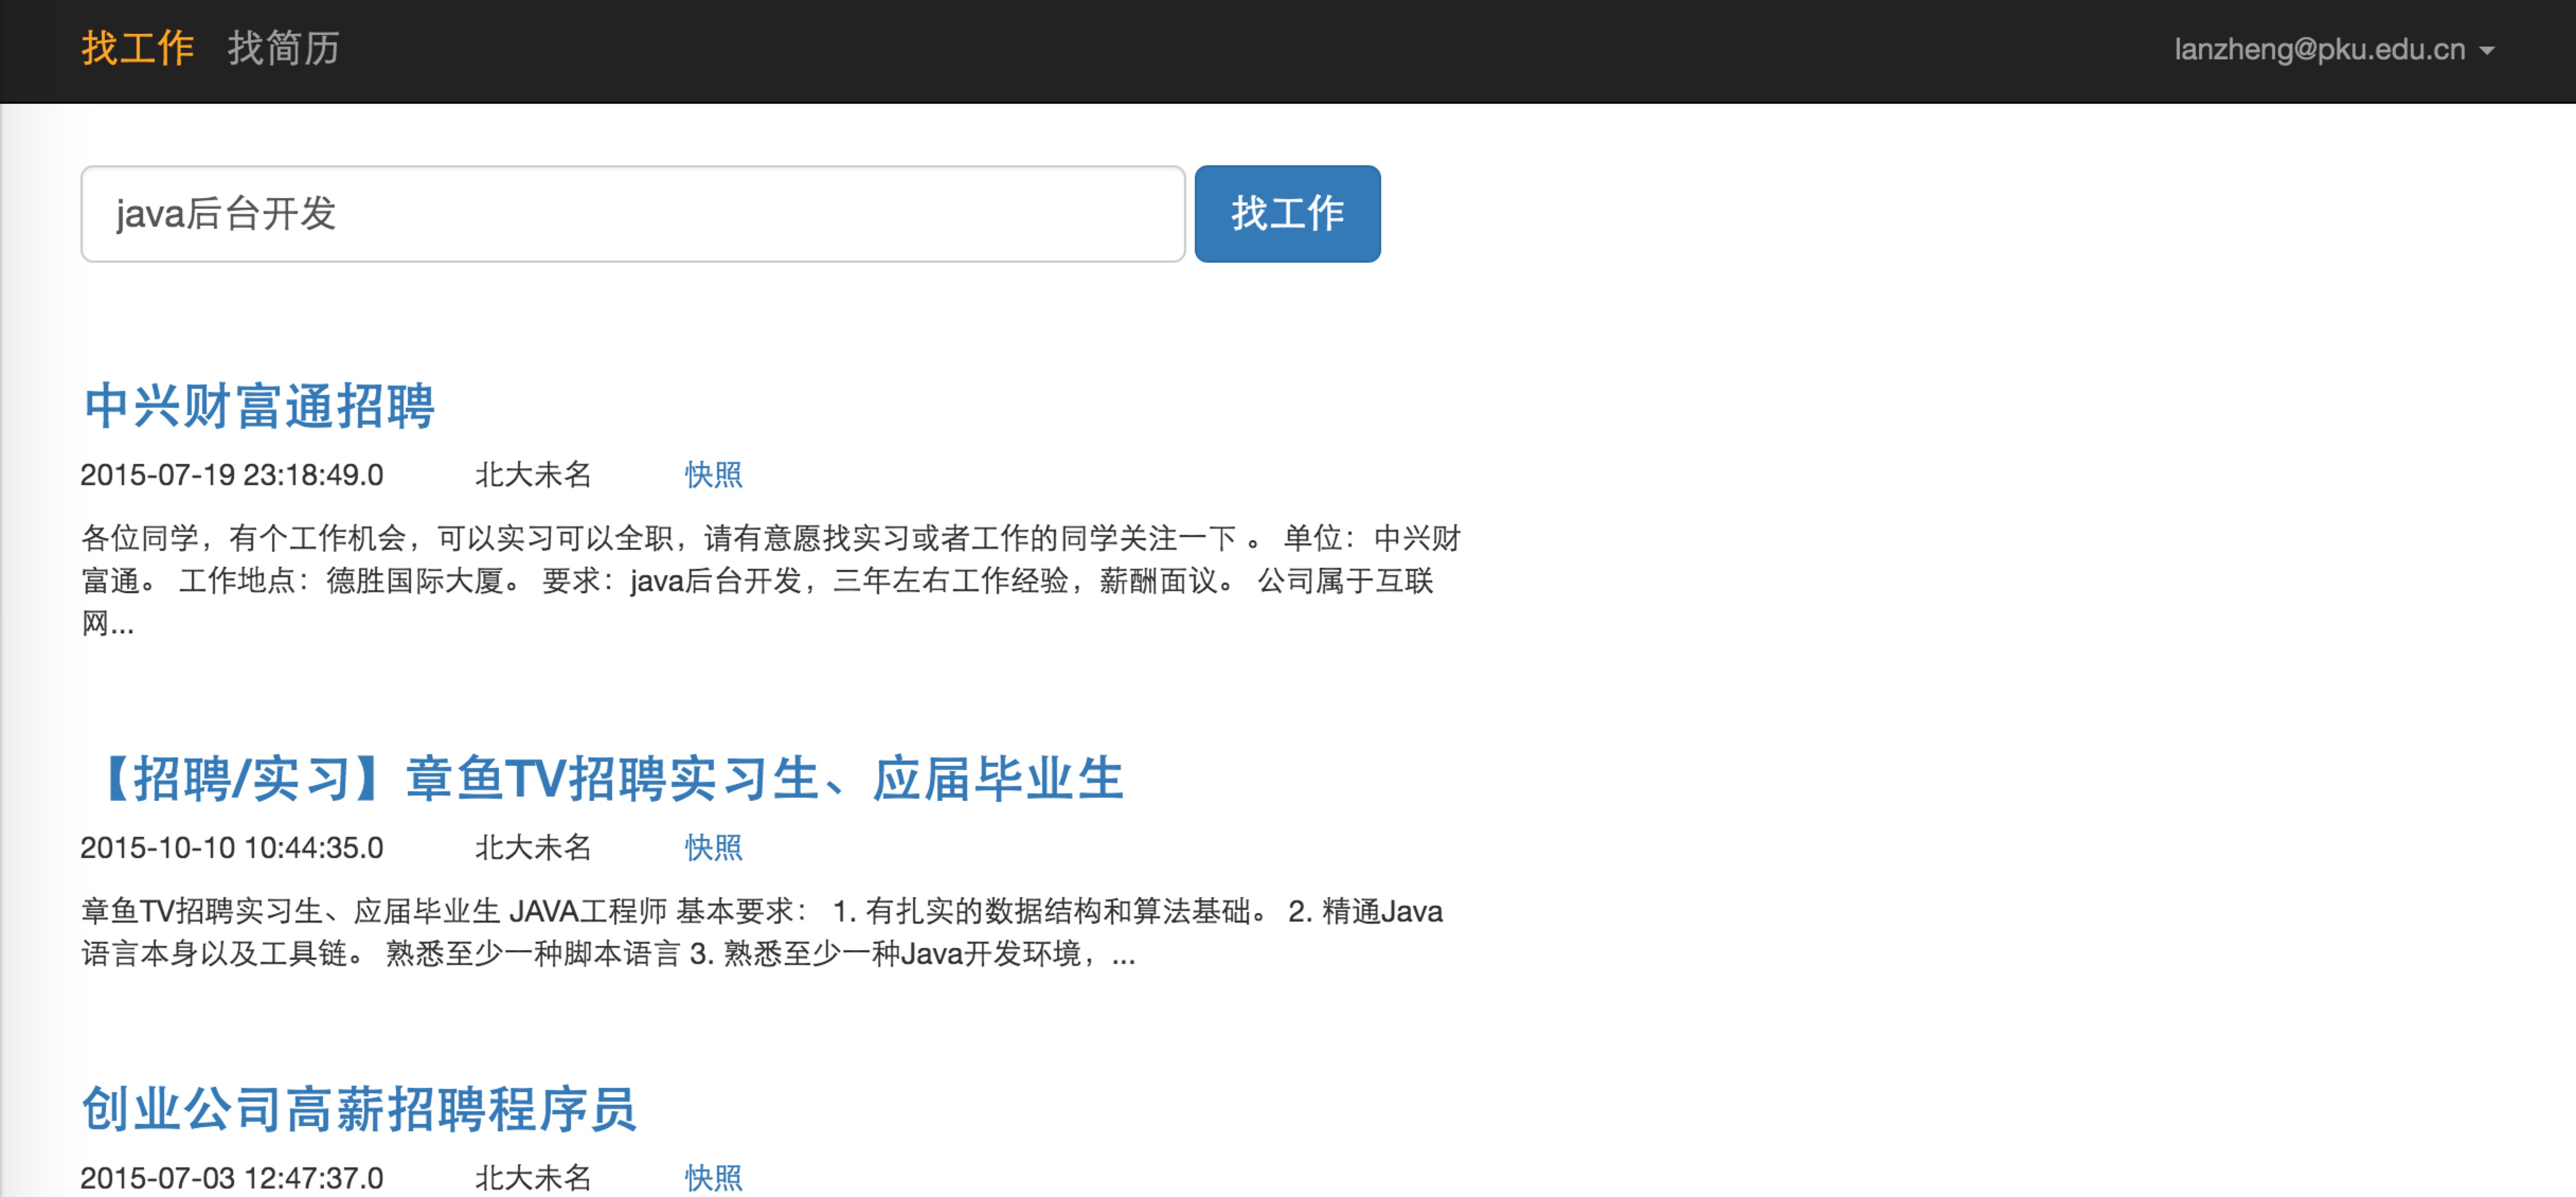 找工作 找简历 lanzheng@pku.edu.cn
java后台开发 找工作
中兴财富通招聘
2015-07-19 23:18:49.0 北大未名 快照
各位同学，有个工作机会，可以实习可以全职，请有意愿找实习或者工作的同学关注一下 。 单位：中兴财
富通。 工作地点：德胜国际大厦。 要求：java后台开发，三年左右工作经验，薪酬面议。 公司属于互联
网...
【招聘/实习】章鱼TV招聘实习生、应届毕业生
2015-10-10 10:44:35.0 北大未名 快照
章鱼TV招聘实习生、应届毕业生 JAVA工程师 基本要求： 1. 有扎实的数据结构和算法基础。 2. 精通Java
语言本身以及工具链。 熟悉至少一种脚本语言 3. 熟悉至少一种Java开发环境，...
创业公司高薪招聘程序员
2015-07-03 12:47:37.0 北大未名 快照